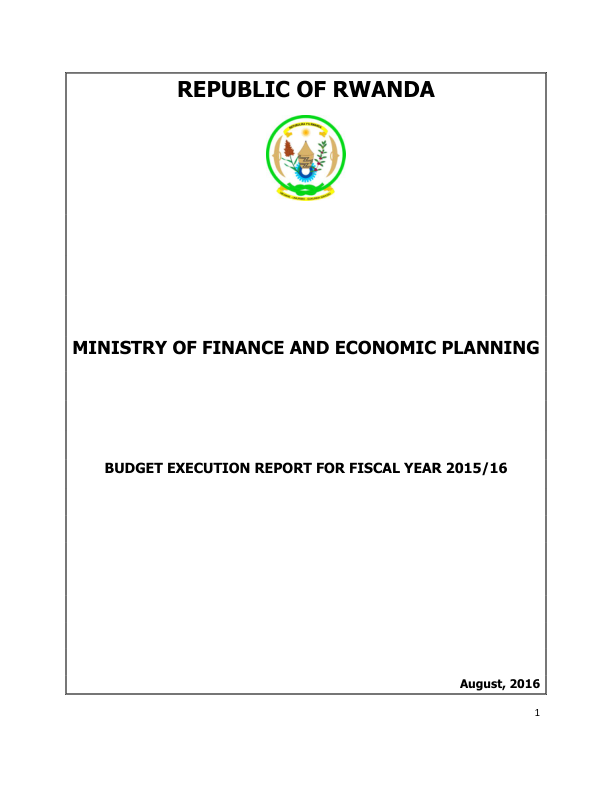 REPUBLIC OF RWANDA
MINISTRY OF FINANCE AND ECONOMIC PLANNING
BUDGET EXECUTION REPORT FOR FISCAL YEAR 2015/16
August, 2016
1